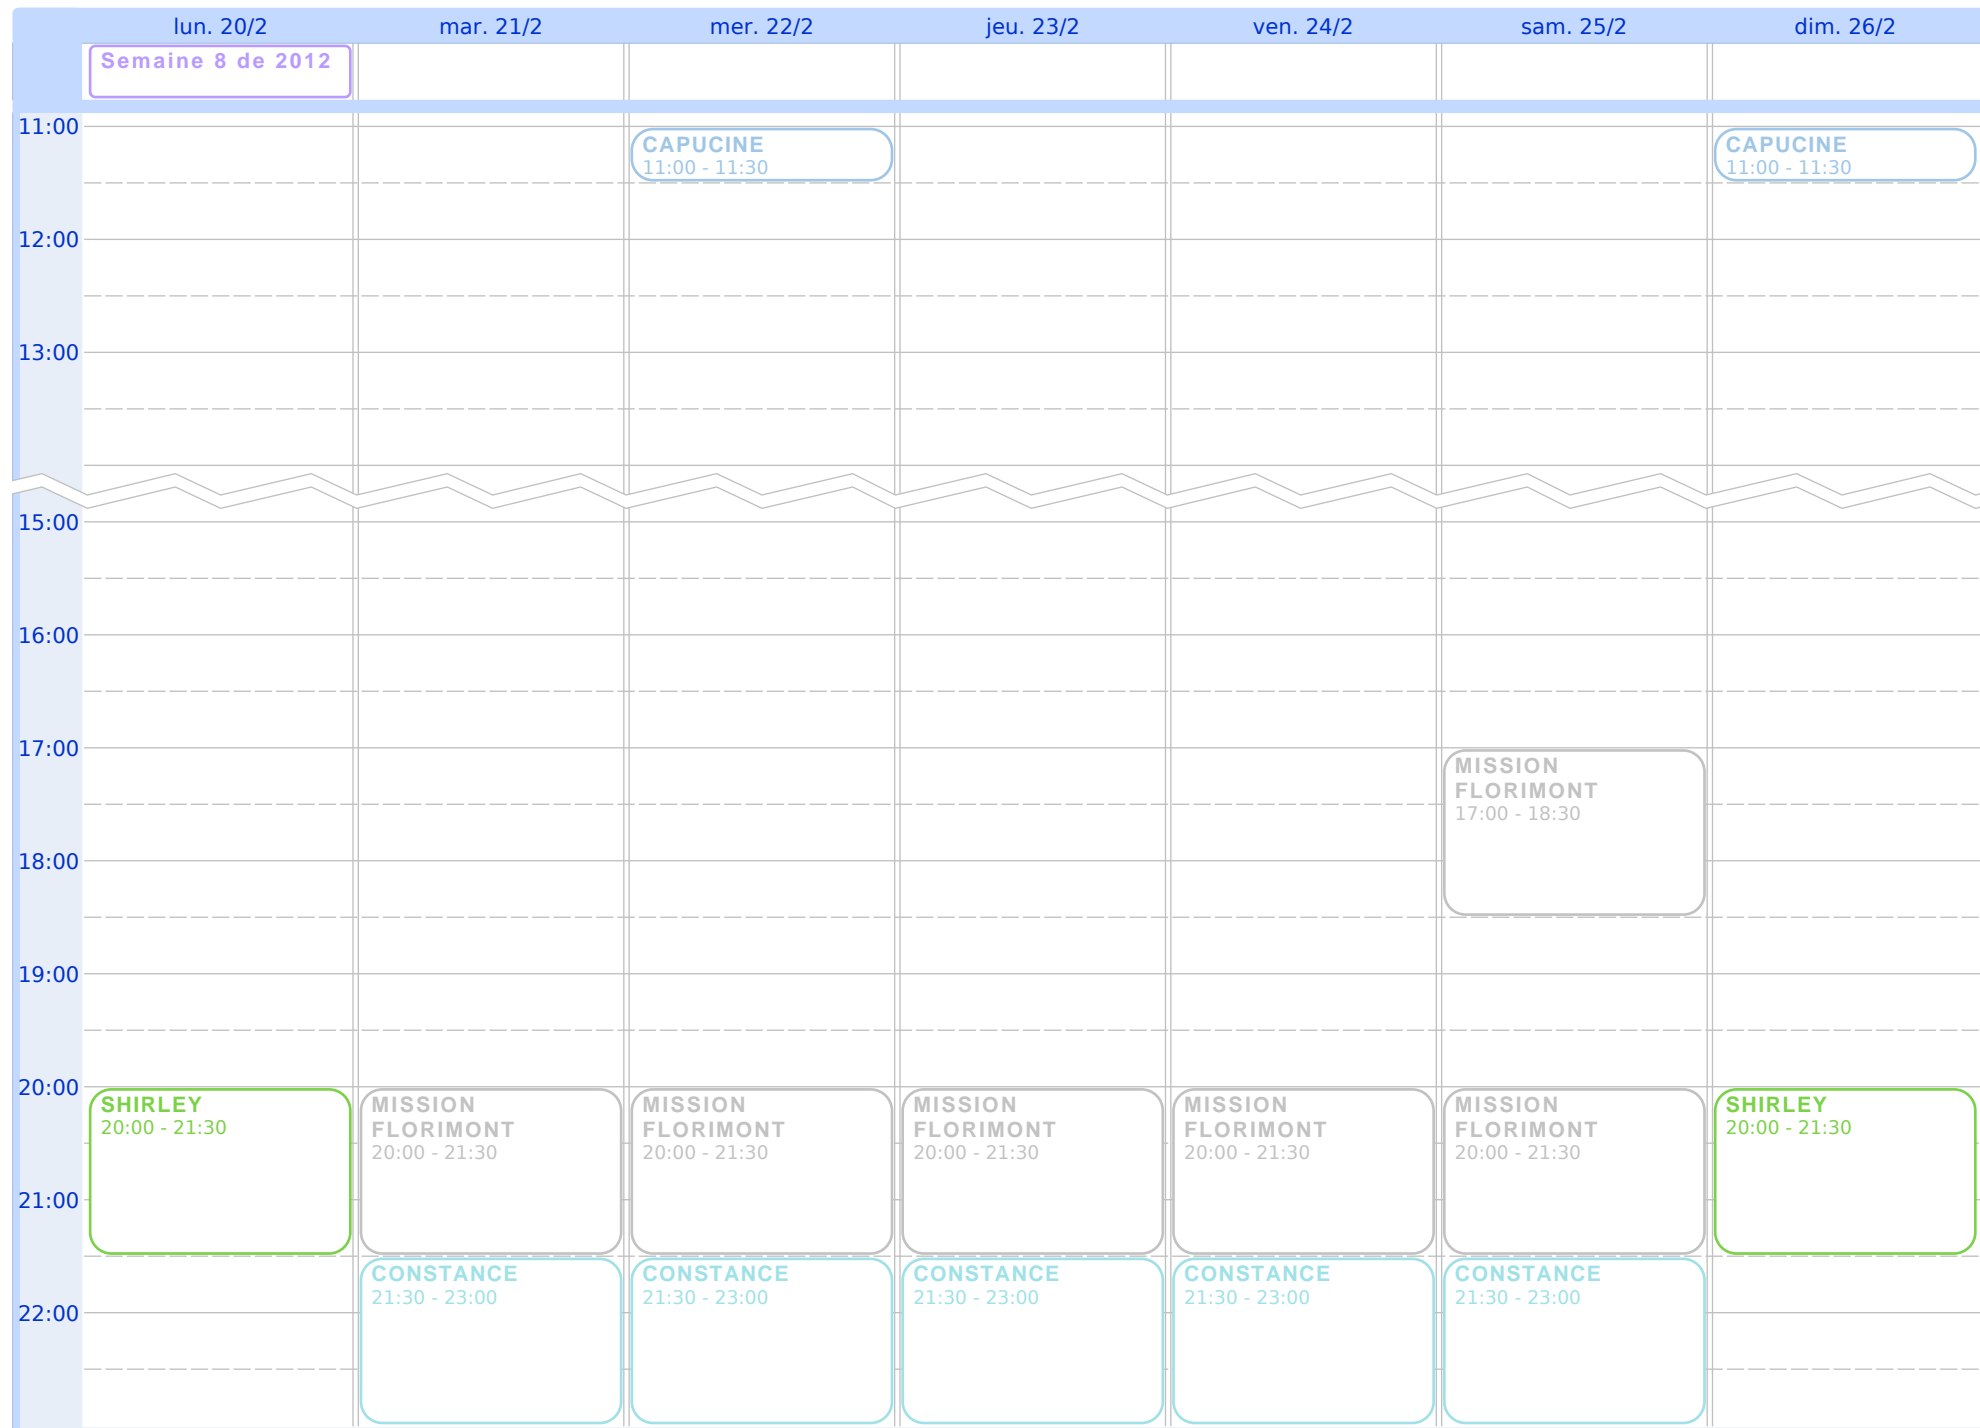 lun. 20/2 mar. 21/2 mer. 22/2 jeu. 23/2 ven. 24/2 sam. 25/2 dim. 26/2
Semaine 8 de 2012
11:00
CAPUCINE
11:00 - 11:30
CAPUCINE
11:00 - 11:30
12:00
13:00
15:00
16:00
17:00
MISSION
FLORIMONT
17:00 - 18:30
18:00
19:00
20:00
SHIRLEY
20:00 - 21:30
MISSION
FLORIMONT
20:00 - 21:30
MISSION
FLORIMONT
20:00 - 21:30
MISSION
FLORIMONT
20:00 - 21:30
MISSION
FLORIMONT
20:00 - 21:30
MISSION
FLORIMONT
20:00 - 21:30
SHIRLEY
20:00 - 21:30
21:00
CONSTANCE
21:30 - 23:00
CONSTANCE
21:30 - 23:00
CONSTANCE
21:30 - 23:00
CONSTANCE
21:30 - 23:00
CONSTANCE
21:30 - 23:00
22:00